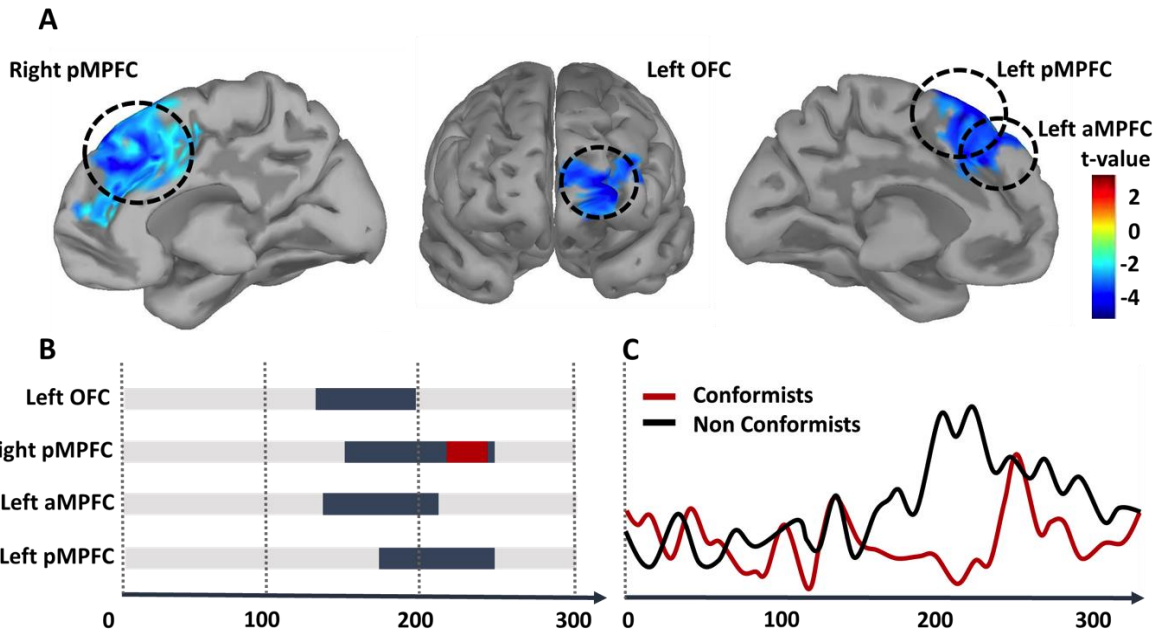 A
Right pMPFC
Left OFC
Left pMPFC
Left aMPFC
t-value
2
0
-2
-4
B
Left OFC
ight pMPFC
Left aMPFC
Left pMPFC
0
100
200
300
C
Conformists
Non Conformists
0
100
200
300